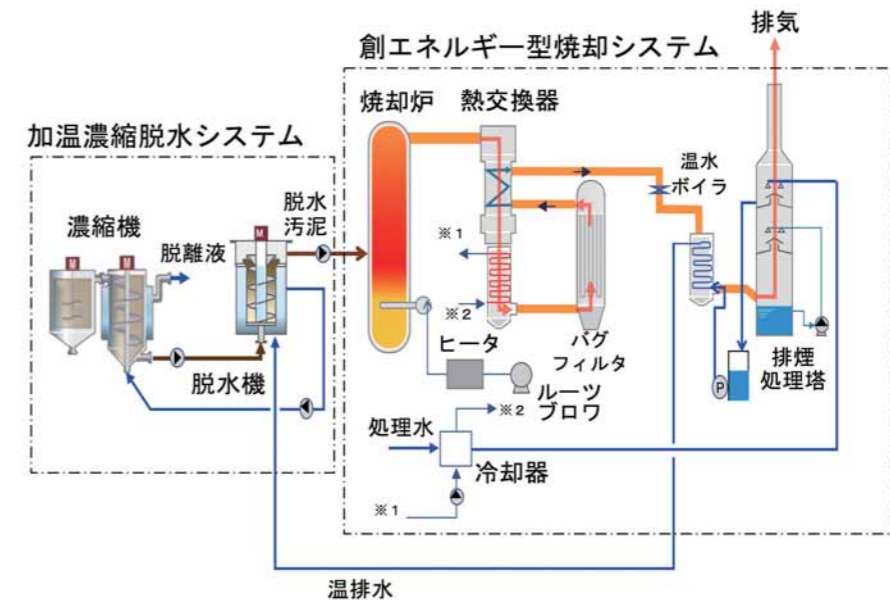 排気
創エネルギー型焼却システム
焼却炉
熱交換器
加温濃縮脱水システム
温水
ボイラ
脱水
汚泥
濃縮機
脱離液
M
M
M
※1
※2
ヒータ
バグ
フィルタ
脱水機
ルーツ
ブロワ
P
排煙
処理塔
※2
処理水
冷却器
※1
温排水